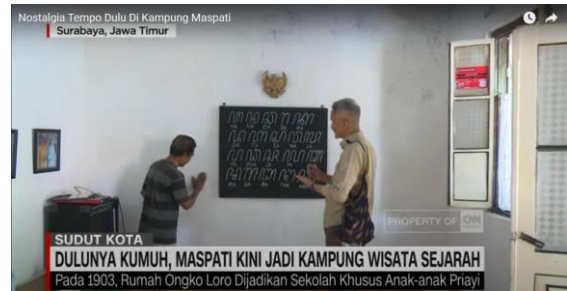 Nostalgia Tempo Dulu Di Kampung Maspati
Surabaya, Jawa Timur
ꦲ ꦤ ꦕ ꦫ ꦏ
ꦢ ꦠ ꦱ ꦮ ꦭ
ꦥ ꦝ ꦗ ꦪ ꦚ
ꦩ ꦒ ꦧ ꦛ ꦔ
PROPERTY OF CNN
SUDUT KOTA
DULUNYA KUMUH, MASPATI KINI JADI KAMPUNG WISATA SEJARAH
Pada 1903, Rumah Ongko Loro Dijadikan Sekolah Khusus Anak-anak Priayi